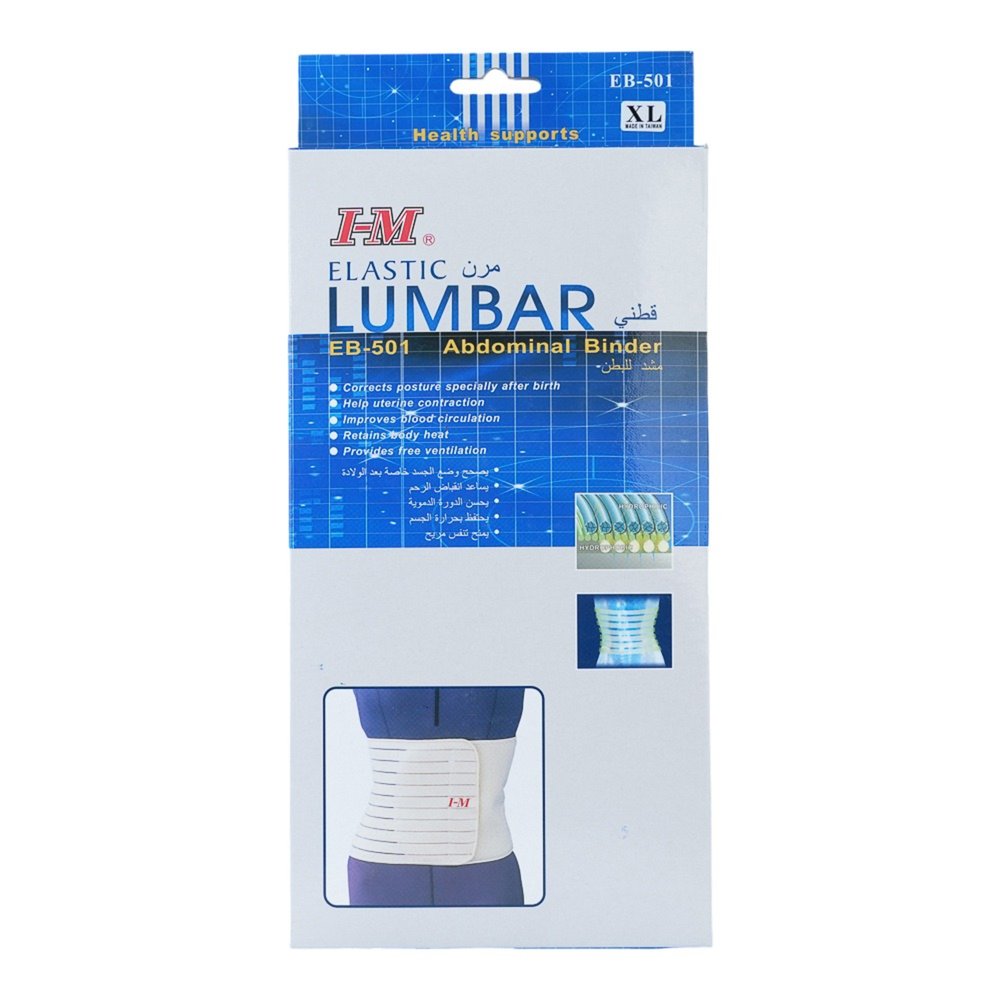 EB-501
XL
MADE IN TAIWAN
Health supports
I-M®
ELASTIC مرن
LUMBAR قطني
EB-501 Abdominal Binder
مشد للبطن
● Corrects posture specially after birth
● Help uterine contraction
● Improves blood circulation
● Retains body heat
● Provides free ventilation
• يصحح وضع الجسد خاصة بعد الولادة
• يساعد انقباض الرحم
• يحسن الدورة الدموية
• يحتفظ بحرارة الجسم
• يمنح تنفس مريح
HYDROPHILIC
I-M